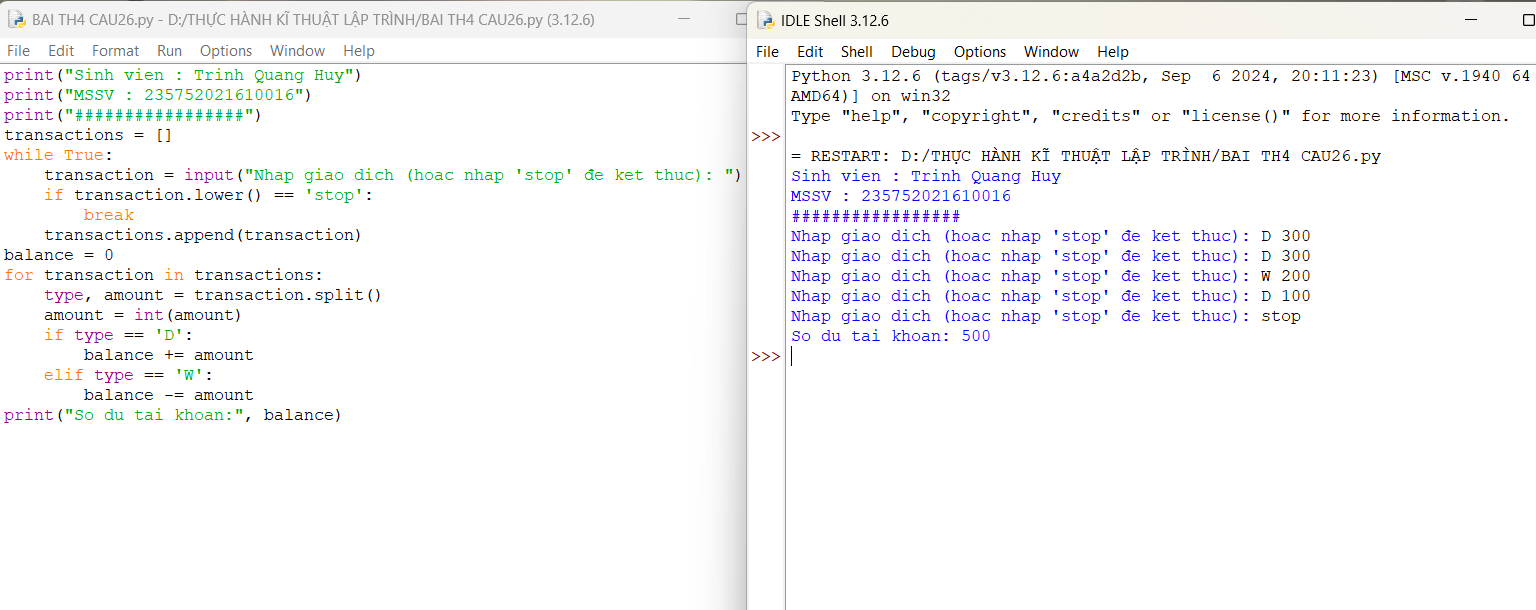 BAI TH4 CAU26.py - D:/THỰC HÀNH KĨ THUẬT LẬP TRÌNH/BAI TH4 CAU26.py (3.12.6)
File Edit Format Run Options Window Help
print("Sinh vien : Trinh Quang Huy")
print("MSSV : 235752021610016")
print("#################")
transactions = []
while True:
    transaction = input("Nhap giao dich (hoac nhap 'stop' đe ket thuc): ")
    if transaction.lower() == 'stop':
        break
    transactions.append(transaction)
balance = 0
for transaction in transactions:
    type, amount = transaction.split()
    amount = int(amount)
    if type == 'D':
        balance += amount
    elif type == 'W':
        balance -= amount
print("So du tai khoan:", balance)
IDLE Shell 3.12.6
File Edit Shell Debug Options Window Help
Python 3.12.6 (tags/v3.12.6:a4a2d2b, Sep  6 2024, 20:11:23) [MSC v.1940 64
AMD64)] on win32
Type "help", "copyright", "credits" or "license()" for more information.
>>>
= RESTART: D:/THỰC HÀNH KĨ THUẬT LẬP TRÌNH/BAI TH4 CAU26.py
Sinh vien : Trinh Quang Huy
MSSV : 235752021610016
#################
Nhap giao dich (hoac nhap 'stop' đe ket thuc): D 300
Nhap giao dich (hoac nhap 'stop' đe ket thuc): D 300
Nhap giao dich (hoac nhap 'stop' đe ket thuc): W 200
Nhap giao dich (hoac nhap 'stop' đe ket thuc): D 100
Nhap giao dich (hoac nhap 'stop' đe ket thuc): stop
So du tai khoan: 500
>>>